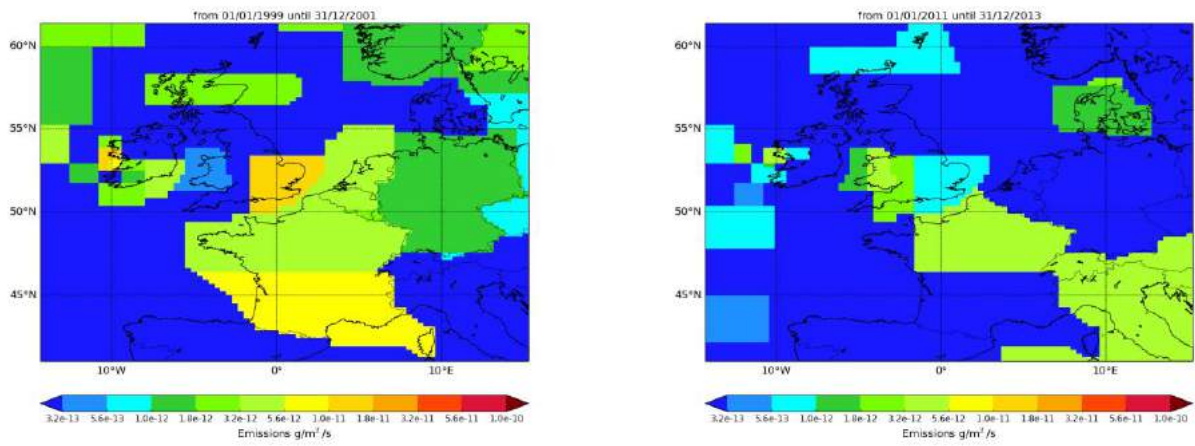 from 01/01/1999 until 31/12/2001
60°N
55°N
50°N
45°N
10°W 0° 10°E
3.2e-13 5.6e-13 1.0e-12 1.8e-12 3.2e-12 5.6e-12 1.0e-11 1.8e-11 3.2e-11 5.6e-11 1.0e-10
Emissions g/m²/s
from 01/01/2011 until 31/12/2013
60°N
55°N
50°N
45°N
10°W 0° 10°E
3.2e-13 5.6e-13 1.0e-12 1.8e-12 3.2e-12 5.6e-12 1.0e-11 1.8e-11 3.2e-11 5.6e-11 1.0e-10
Emissions g/m²/s